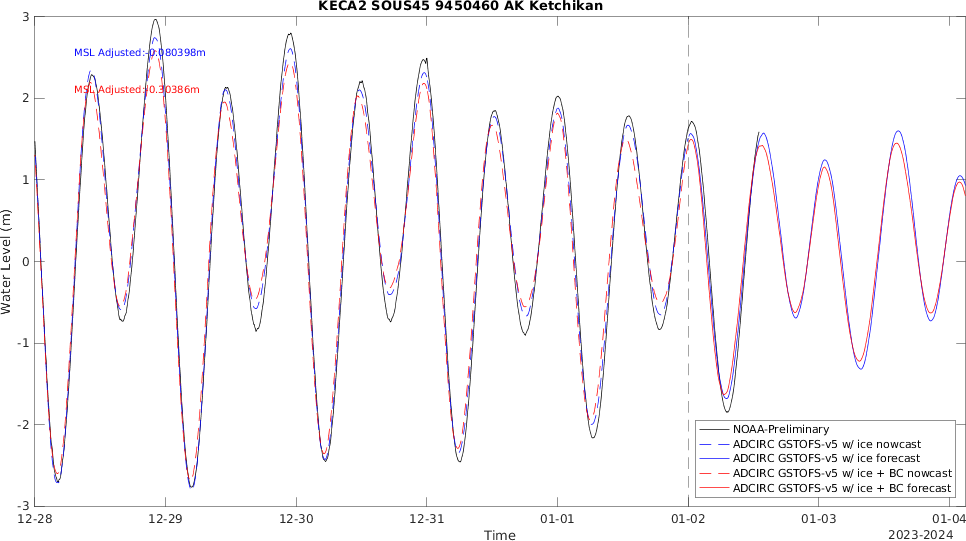 KECA2 SOUS45 9450460 AK Ketchikan
MSL Adjusted:-0.080398m
MSL Adjusted:-0.30386m
Water Level (m)
3
2
1
0
-1
-2
-3
NOAA-Preliminary
ADCIRC GSTOFS-v5 w/ ice nowcast
ADCIRC GSTOFS-v5 w/ ice forecast
ADCIRC GSTOFS-v5 w/ ice + BC nowcast
ADCIRC GSTOFS-v5 w/ ice + BC forecast
12-28 12-29 12-30 12-31 01-01 01-02 01-03 01-04
Time
2023-2024